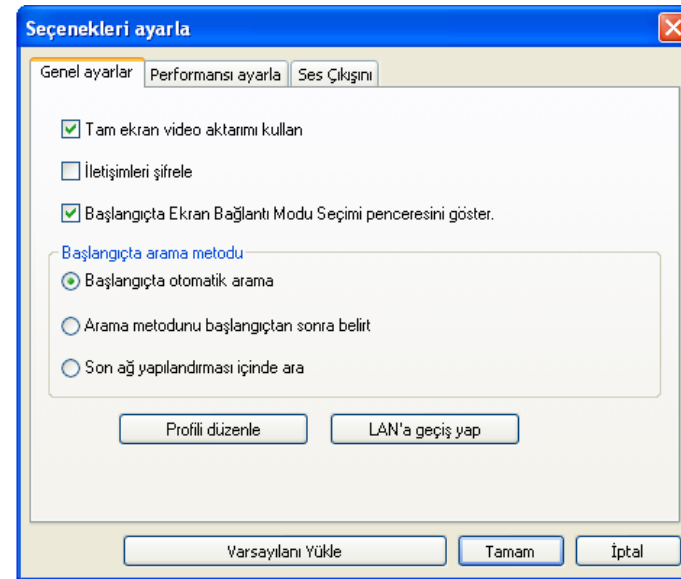 Seçenekleri ayarla
Genel ayarlar Performansı ayarla Ses Çıkışını
Tam ekran video aktarımı kullan
İletişimleri şifrele
Başlangıçta Ekran Bağlantı Modu Seçimi penceresini göster.
Başlangıçta arama metodu
Başlangıçta otomatik arama
Arama metodunu başlangıçtan sonra belirt
Son ağ yapılandırması içinde ara
Profili düzenle LAN'a geçiş yap
Varsayılanı Yükle Tamam İptal